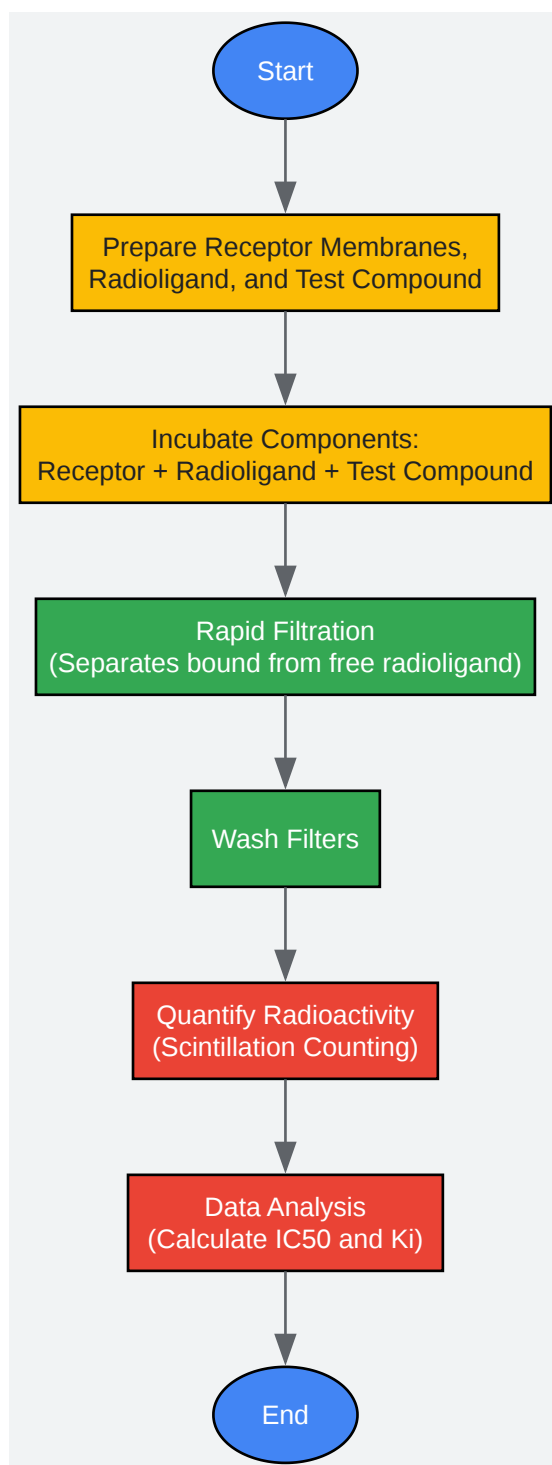 Start
Prepare Receptor Membranes,
Radioligand, and Test Compound
Incubate Components:
Receptor + Radioligand + Test Compound
Rapid Filtration
(Separates bound from free radioligand)
Wash Filters
Quantify Radioactivity
(Scintillation Counting)
Data Analysis
(Calculate IC50 and Ki)
End